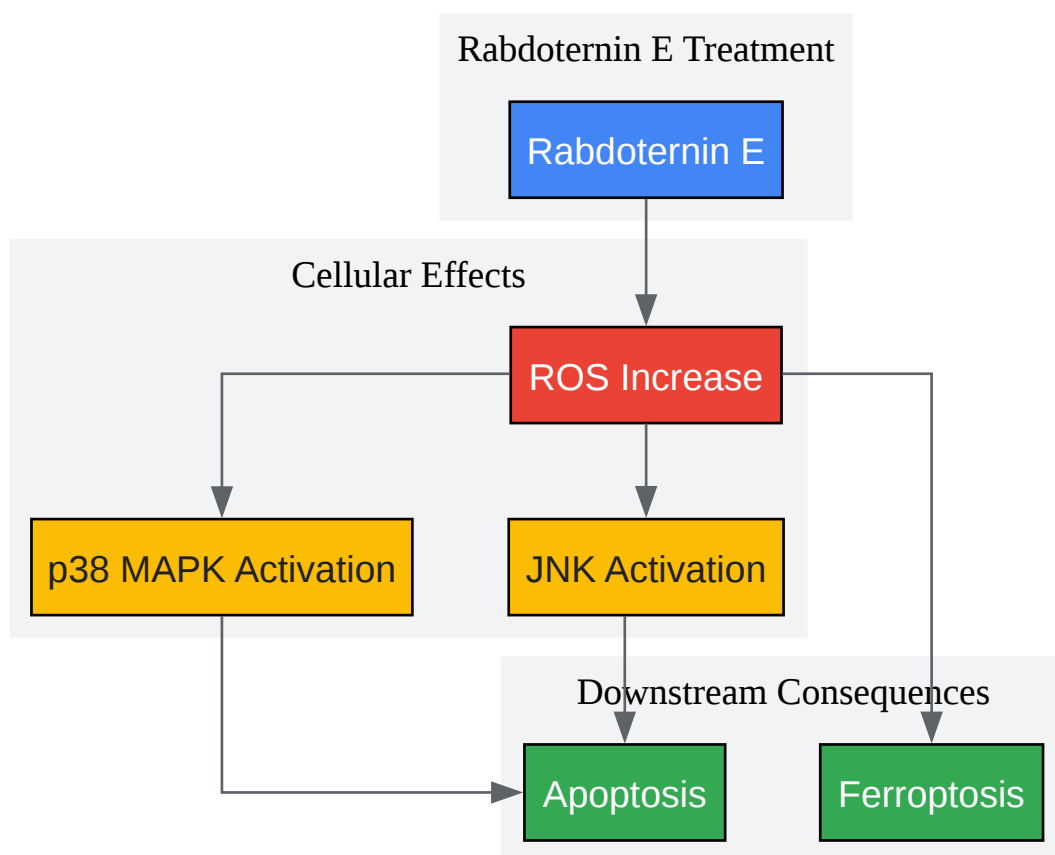 Rabdoternin E Treatment
Rabdoternin E
Cellular Effects
ROS Increase
p38 MAPK Activation
JNK Activation
Downstream Consequences
Apoptosis
Ferroptosis